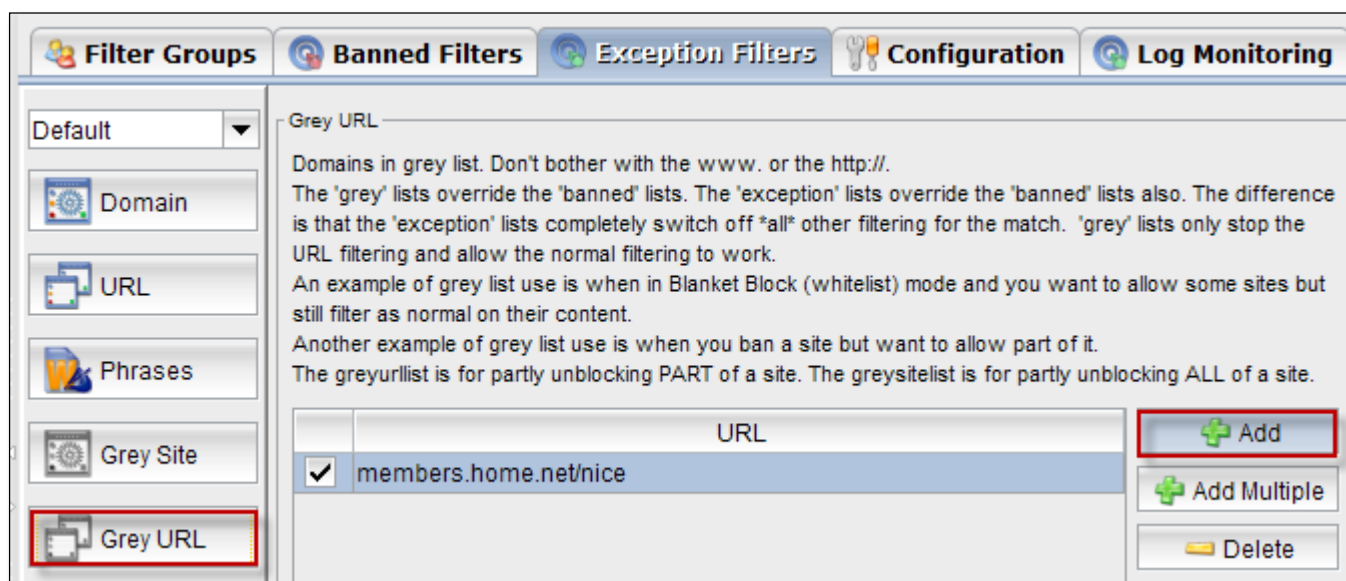 Filter Groups
Banned Filters
Exception Filters
Configuration
Log Monitoring
Default
Domain
URL
Phrases
Grey Site
Grey URL
Grey URL
Domains in grey list. Don't bother with the www. or the http://.
The 'grey' lists override the 'banned' lists. The 'exception' lists override the 'banned' lists also. The difference
is that the 'exception' lists completely switch off *all* other filtering for the match. 'grey' lists only stop the
URL filtering and allow the normal filtering to work.
An example of grey list use is when in Blanket Block (whitelist) mode and you want to allow some sites but
still filter as normal on their content.
Another example of grey list use is when you ban a site but want to allow part of it.
The greyurllist is for partly unblocking PART of a site. The greysitelist is for partly unblocking ALL of a site.
URL
members.home.net/nice
Add
Add Multiple
Delete